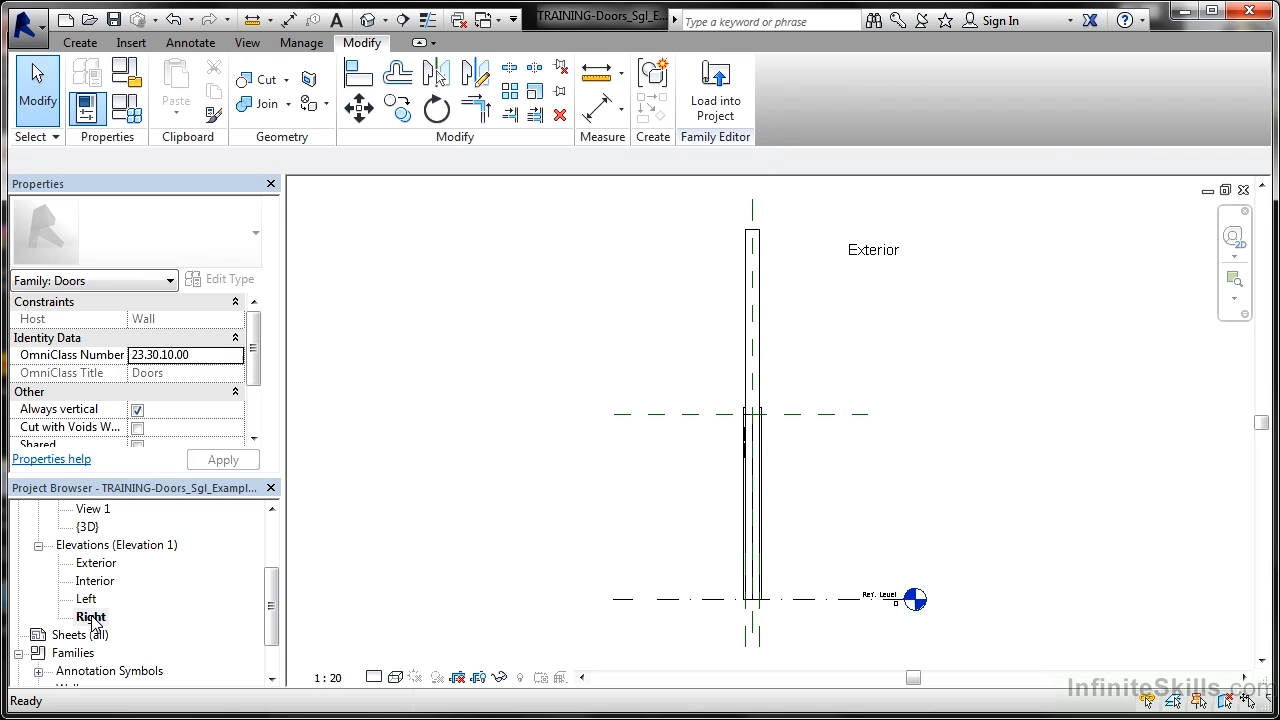 TRAINING-Doors_Sgl_E...
Type a keyword or phrase
Sign In
Create Insert Annotate View Manage Modify
Modify
Paste
Cut
Join
Load into
Project
Select Properties Clipboard Geometry Modify Measure Create Family Editor
Properties
Family: Doors
Edit Type
Constraints
Host Wall
Identity Data
OmniClass Number 23.30.10.00
OmniClass Title Doors
Other
Always vertical
Cut with Voids W...
Shared
Properties help
Apply
Project Browser - TRAINING-Doors_Sgl_Exampl...
View 1
{3D}
Elevations (Elevation 1)
Exterior
Interior
Left
Right
Sheets (all)
Families
Annotation Symbols
Exterior
2D
Ref. Level
0
1 : 20
Ready
InfiniteSkills.com